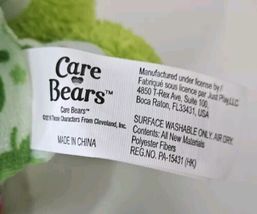 Care
Bears™
Care Bears™
Those Characters From Cleveland, Inc.
MADE IN CHINA
Manufactured under license by /
Fabriqué sous licence par Just Play, LLC
4850 T-Rex Ave, Suite 100,
Boca Raton, FL33431, USA
SURFACE WASHABLE ONLY. AIR DRY.
Contents: All New Materials
Polyester Fibers
REG.NO. PA-15431 (HK)